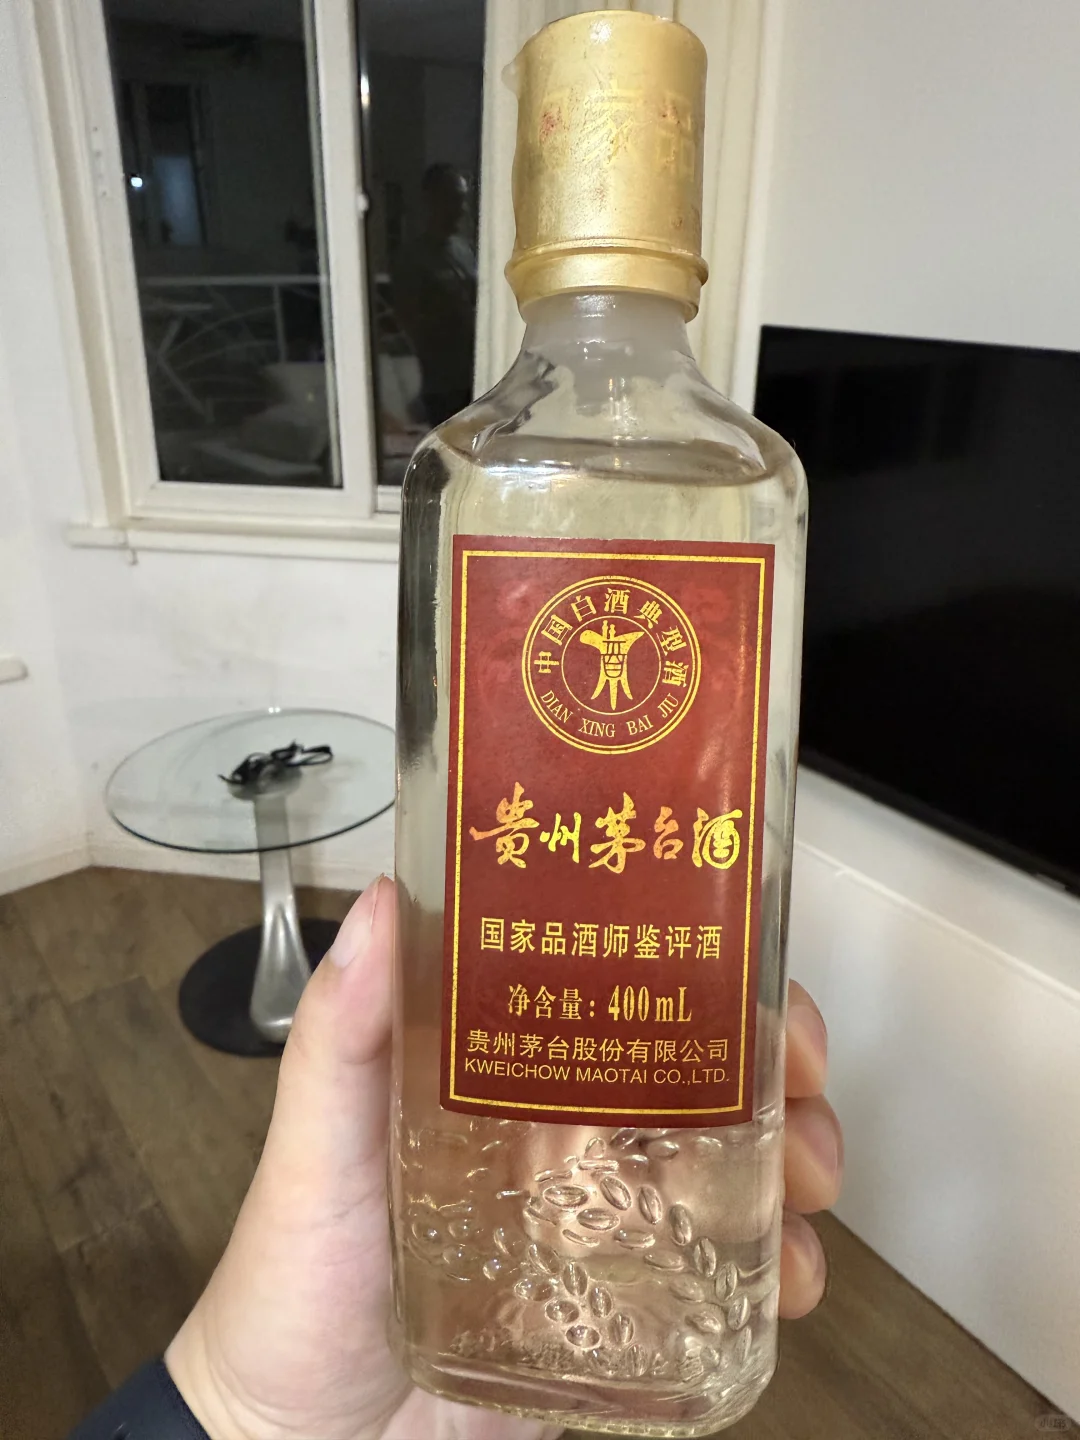 中国白酒典型酒
DIAN XING BAI JIU
贵州茅台酒
国家品酒师鉴评酒
净含量：400mL
贵州茅台股份有限公司
KWEICHOW MAOTAI CO.,LTD.